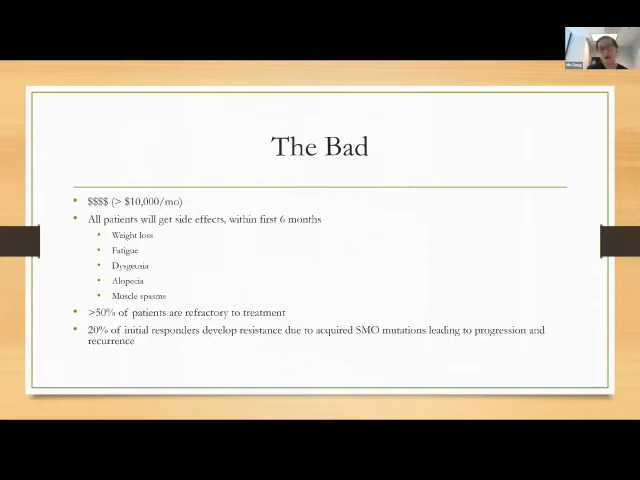 The Bad
$$$$ (> $10,000/mo)
All patients will get side effects, within first 6 months
Weight loss
Fatigue
Dysgeusia
Alopecia
Muscle spasms
>50% of patients are refractory to treatment
20% of initial responders develop resistance due to acquired SMO mutations leading to progression and
recurrence